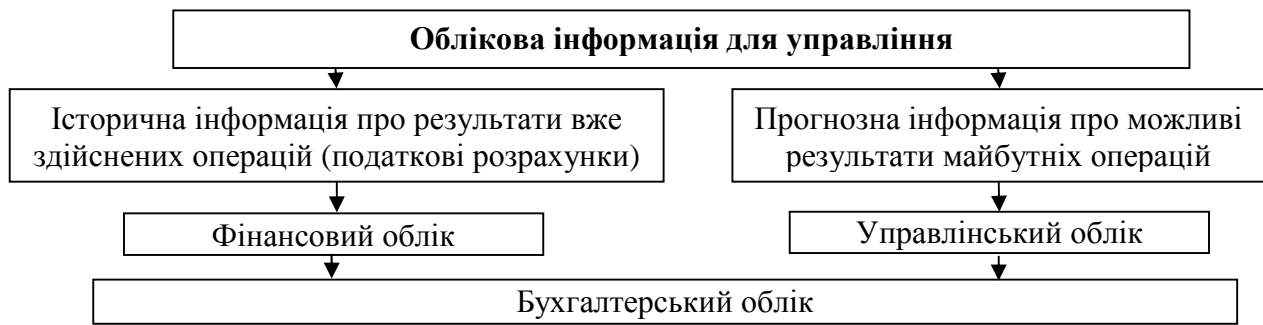 Облікова інформація для управління
Історична інформація про результати вже
здійснених операцій (податкові розрахунки)
Прогнозна інформація про можливі
результати майбутніх операцій
Фінансовий облік
Управлінський облік
Бухгалтерський облік